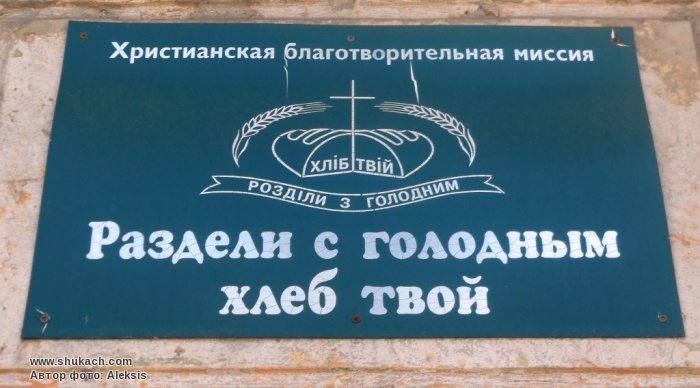 Христианская благотворительная миссия
ХЛІБ ТВІЙ
РОЗДІЛИ З ГОЛОДНИМ
Раздели с голодным
хлеб твой
www.shukach.com
Автор фото: Aleksis